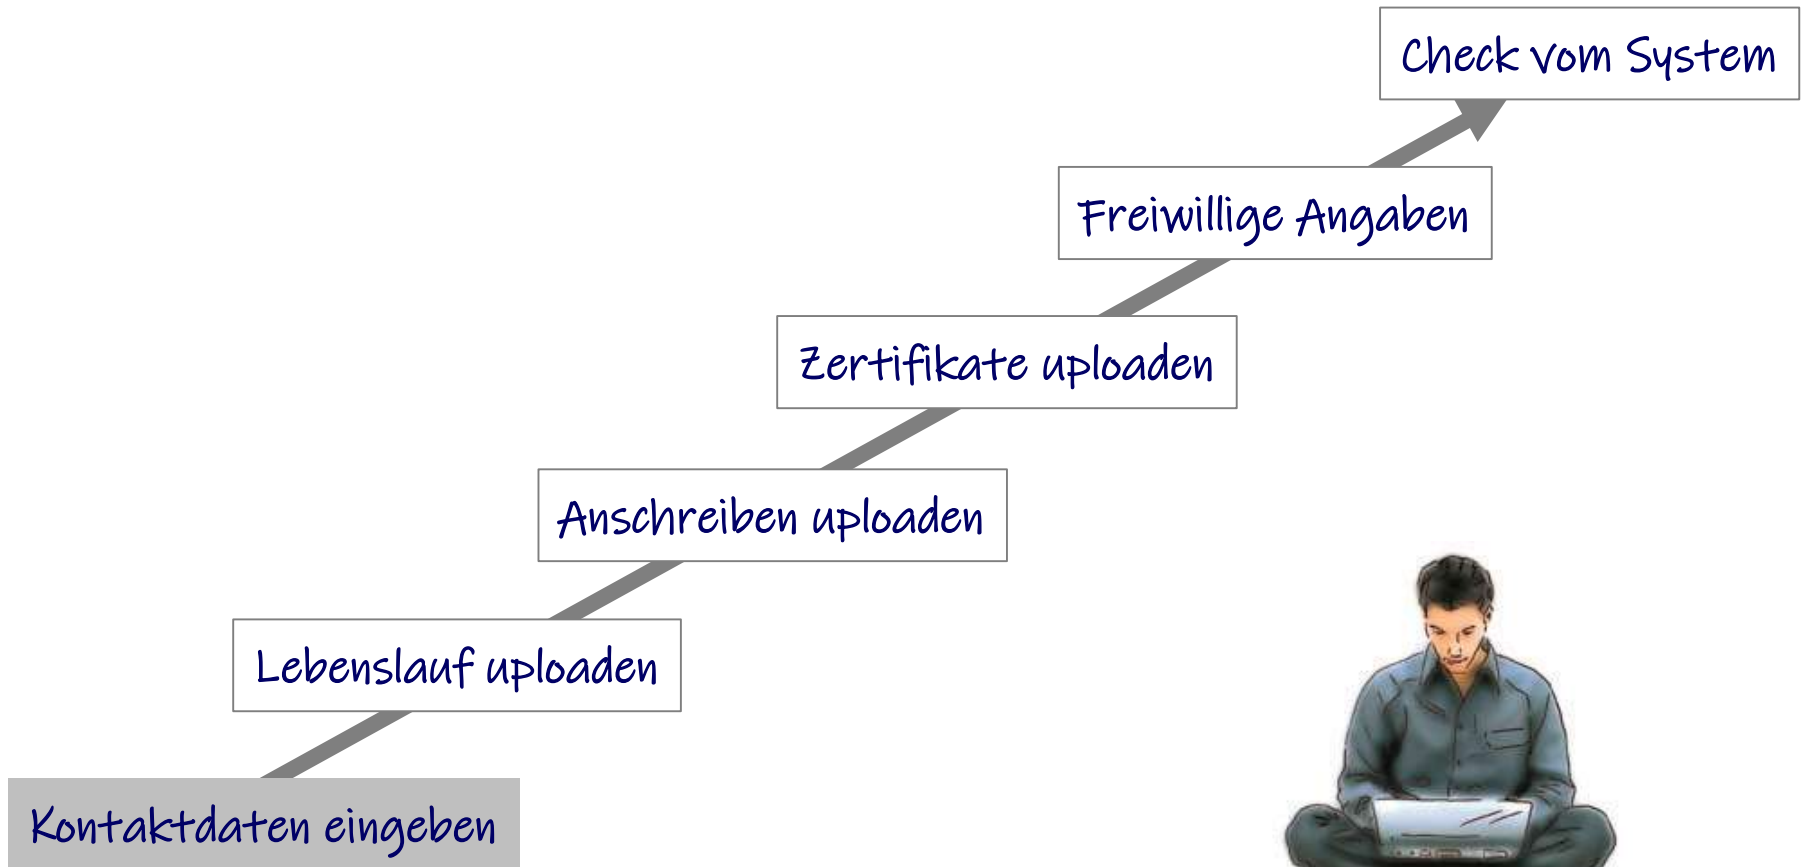 Check vom System
Freiwillige Angaben
Zertifikate uploaden
Anschreiben uploaden
Lebenslauf uploaden
Kontaktdaten eingeben